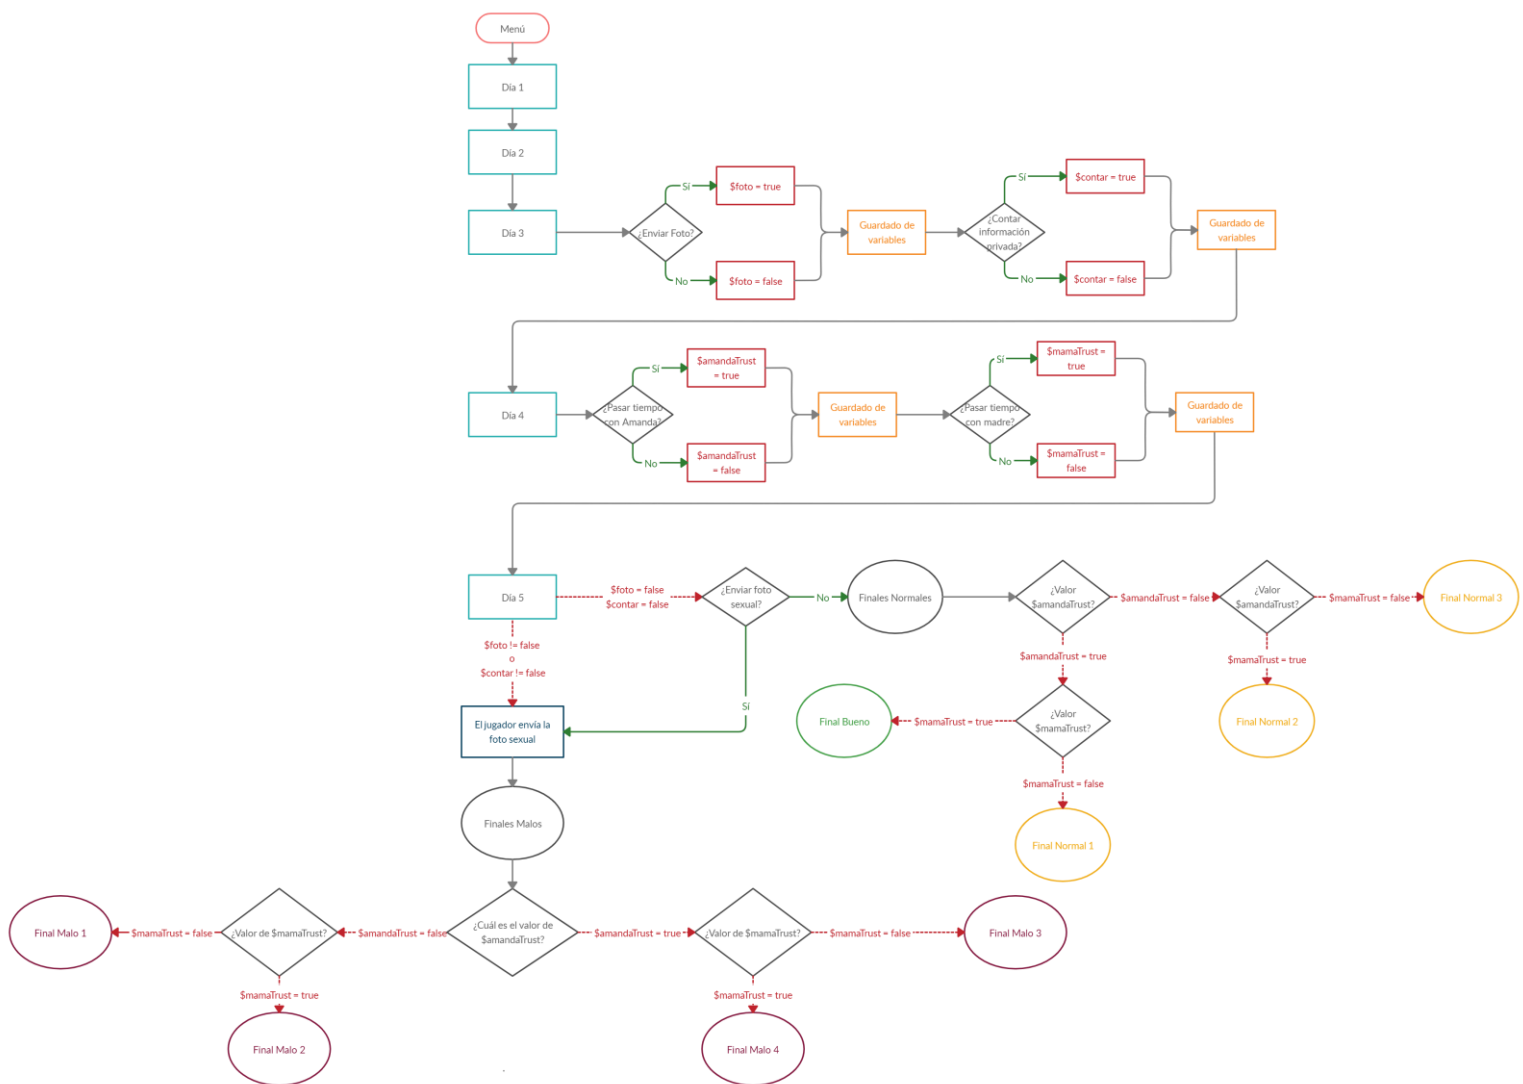 Menú
Día 1
Día 2
Día 3
¿Enviar Foto?
Sí
$foto = true
No
$foto = false
Guardado de
variables
¿Contar
información
privada?
Sí
$contar = true
No
$contar = false
Guardado de
variables
Día 4
¿Pasar tiempo
con Amanda?
Sí
$amandaTrust
= true
No
$amandaTrust
= false
Guardado de
variables
¿Pasar tiempo
con madre?
Sí
$mamaTrust =
true
No
$mamaTrust =
false
Guardado de
variables
Día 5
$foto = false
$contar = false
¿Enviar foto
sexual?
No
Finales Normales
¿Valor
$amandaTrust?
$amandaTrust = false
¿Valor
$amandaTrust?
$mamaTrust = false
Final Normal 3
$foto != false
o
$contar != false
$amandaTrust = true
$mamaTrust = true
Sí
El jugador envía la
foto sexual
Final Bueno
$mamaTrust = true
¿Valor
$mamaTrust?
Final Normal 2
$mamaTrust = false
Finales Malos
Final Normal 1
Final Malo 1
$mamaTrust = false
¿Valor de $mamaTrust?
$amandaTrust = false
¿Cuál es el valor de
$amandaTrust?
$amandaTrust = true
¿Valor de $mamaTrust?
$mamaTrust = false
Final Malo 3
$mamaTrust = true
$mamaTrust = true
Final Malo 2
Final Malo 4